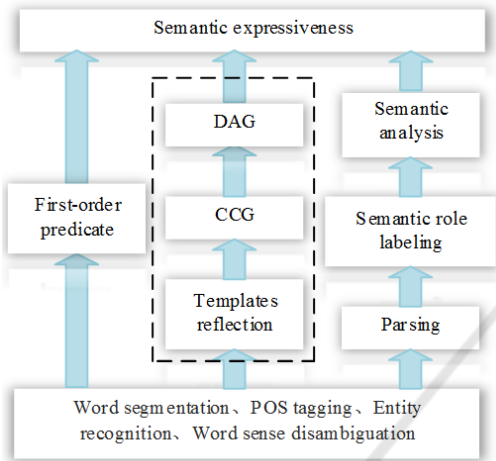 Semantic expressiveness
DAG
CCG
Templates
reflection
First-order
predicate
Semantic
analysis
Semantic role
labeling
Parsing
Word segmentation、POS tagging、Entity
recognition、Word sense disambiguation